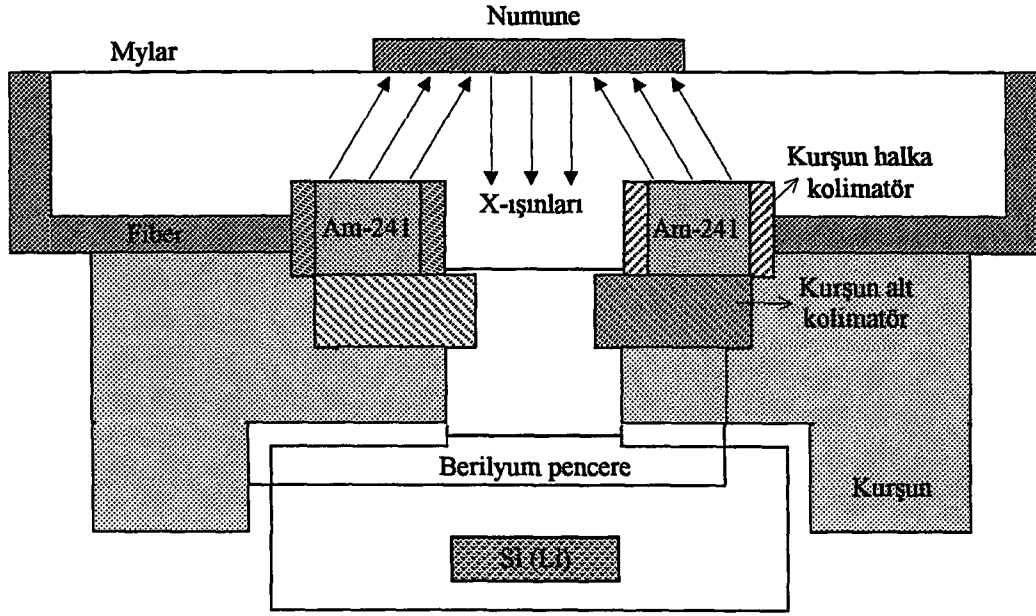 Numune
Mylar
Kurşun halka
kolimatör
X-ışınları
Fiber
Am-241
Am-241
Kurşun alt
kolimatör
Berilyum pencere
Kurşun
Si (Li)